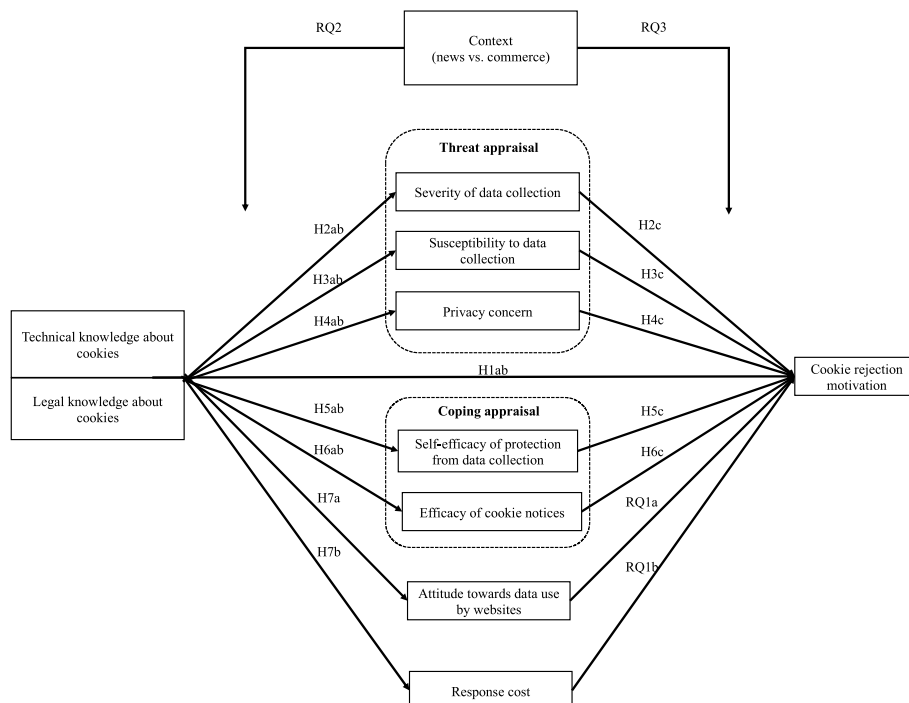 RQ2
Context
(news vs. commerce)
RQ3
Threat appraisal
Severity of data collection
H2ab
H2c
Susceptibility to data
collection
H3ab
H3c
Privacy concern
H4ab
H4c
Technical knowledge about
cookies
Legal knowledge about
cookies
H1ab
Cookie rejection
motivation
Coping appraisal
H5ab
H5c
Self-efficacy of protection
from data collection
H6ab
H6c
Efficacy of cookie notices
H7a
RQ1a
H7b
RQ1b
Attitude towards data use
by websites
Response cost